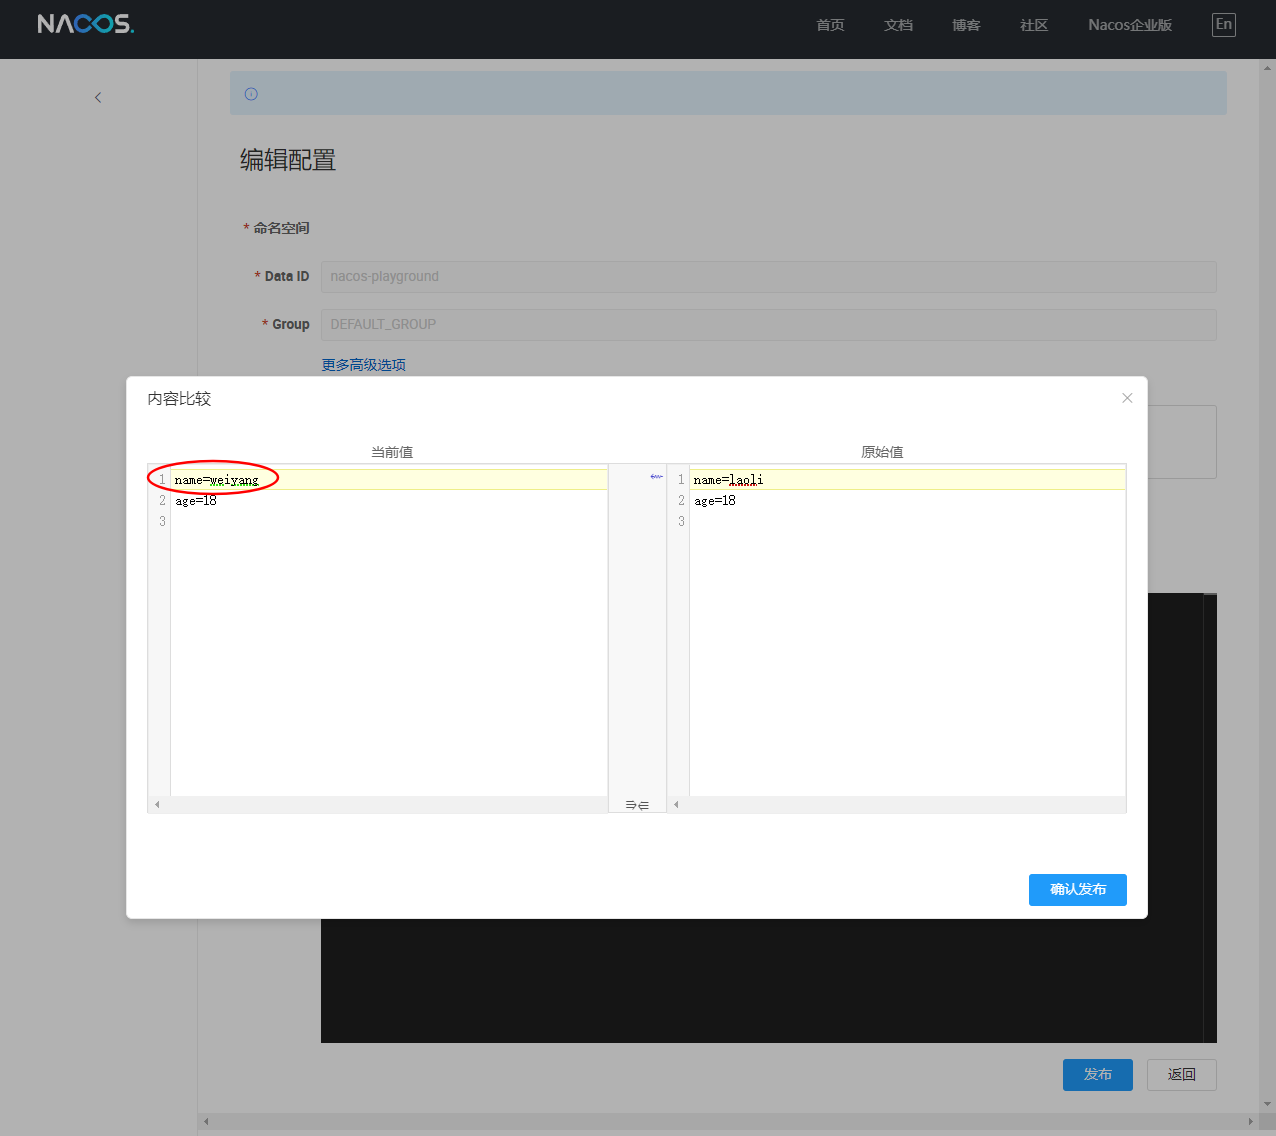 NACOS.
首页 文档 博客 社区 Nacos企业版 En
编辑配置
* 命名空间
* Data ID nacos-playground
* Group DEFAULT_GROUP
更多高级选项
内容比较
当前值 原始值
1 name=weiyang 1 name=laoli
2 age=18 2 age=18
3 3
确认发布
发布 返回